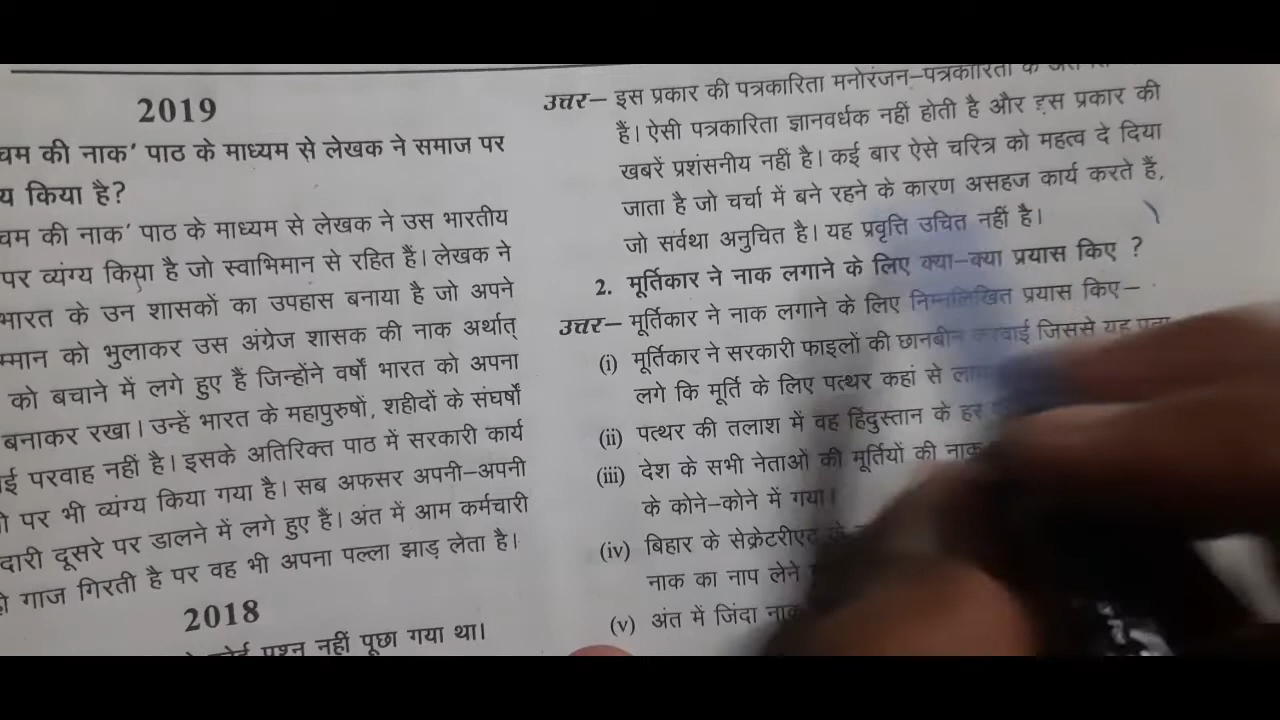 2019
पाठ के माध्यम से लेखक ने समाज पर
किया है?
की नाक' पाठ के माध्यम से लेखक ने उस भारतीय
पर व्यंग्य किया है जो स्वाभिमान से रहित हैं। लेखक ने
भारत के उन शासकों का उपहास बनाया है जो अपने
को भुलाकर उस अंग्रेज शासक की नाक अर्थात्
को बचाने में लगे हुए हैं जिन्होंने वर्षों भारत को अपना
बनाकर रखा। उन्हें भारत के महापुरुषों, शहीदों के संघर्षों
परवाह नहीं है। इसके अतिरिक्त पाठ में सरकारी कार्य
पर भी व्यंग्य किया गया है। सब अफसर अपनी-अपनी
दूसरे पर डालने में लगे हुए हैं। अंत में आम कर्मचारी
गाज गिरती है पर वह भी अपना पल्ला झाड़ लेता है।
2018
प्रश्न नहीं पूछा गया था।
उत्तर– इस प्रकार की पत्रकारिता मनोरंजन-पत्रकारिता के
हैं। ऐसी पत्रकारिता ज्ञानवर्धक नहीं होती है और इस प्रकार की
खबरें प्रशंसनीय नहीं है। कई बार ऐसे चरित्र को महत्व दे दिया
जाता है जो चर्चा में बने रहने के कारण असहज कार्य करते हैं,
जो सर्वथा अनुचित है। यह प्रवृत्ति उचित नहीं है।
2. मूर्तिकार ने नाक लगाने के लिए क्या-क्या प्रयास किए ?
उत्तर– मूर्तिकार ने नाक लगाने के लिए निम्नलिखित प्रयास किए–
(i) मूर्तिकार ने सरकारी फाइलों की छानबीन जिससे यह
लगे कि मूर्ति के लिए पत्थर कहां से
(ii) पत्थर की तलाश में वह हिंदुस्तान के हर
(iii) देश के सभी नेताओं की मूर्तियों की नाक
के कोने-कोने में गया।
(iv) बिहार के सेक्रेटरीएट
नाक का नाप लेने
(v) अंत में जिंदा नाक